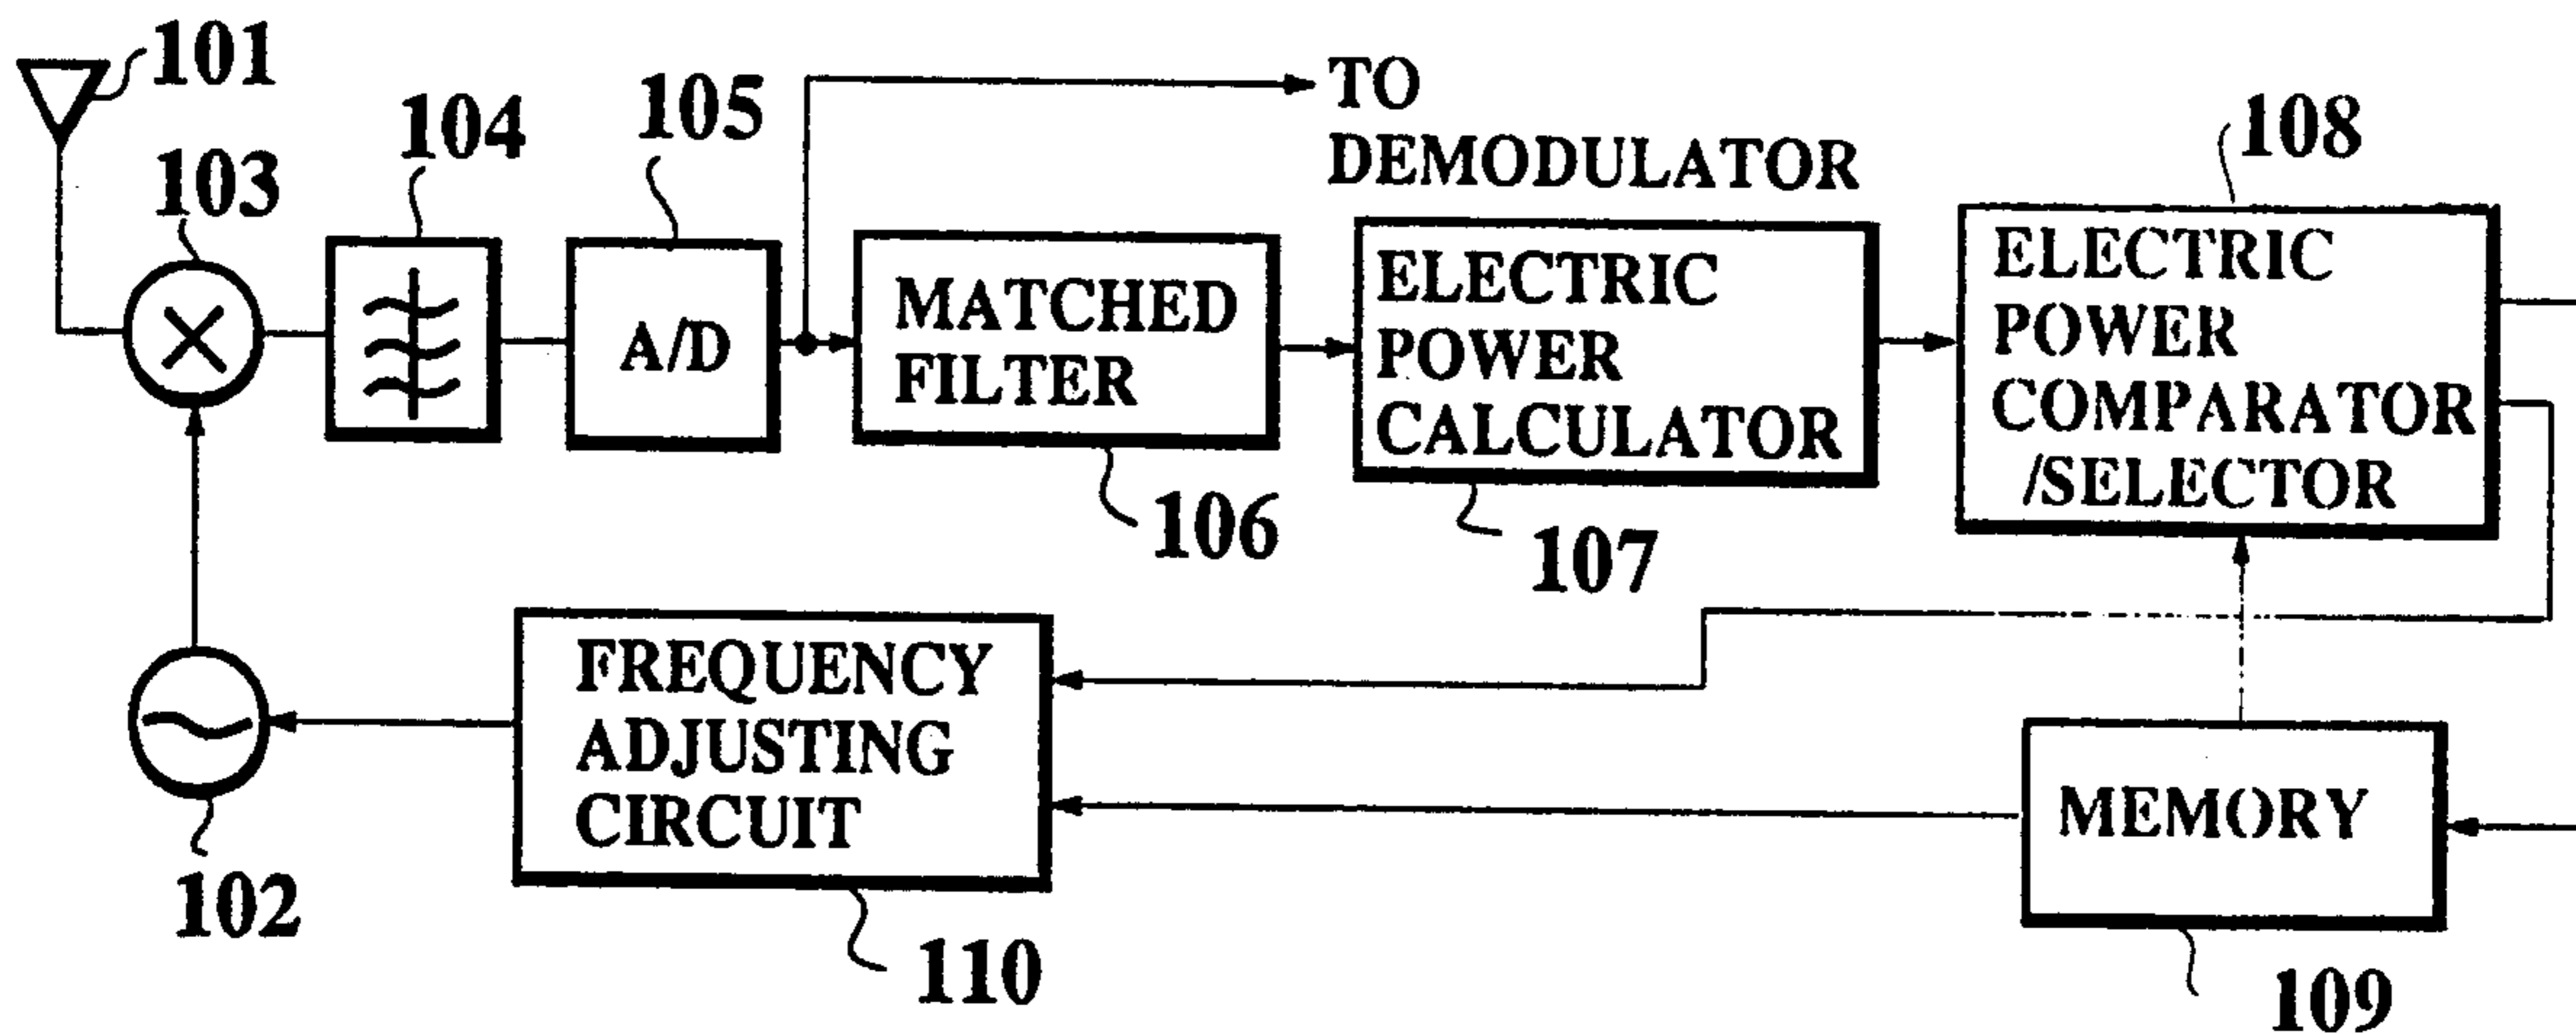 101
103
104
105
TO
DEMODULATOR
108
A/D
MATCHED
FILTER
106
ELECTRIC
POWER
CALCULATOR
107
ELECTRIC
POWER
COMPARATOR
/SELECTOR
102
FREQUENCY
ADJUSTING
CIRCUIT
110
MEMORY
109